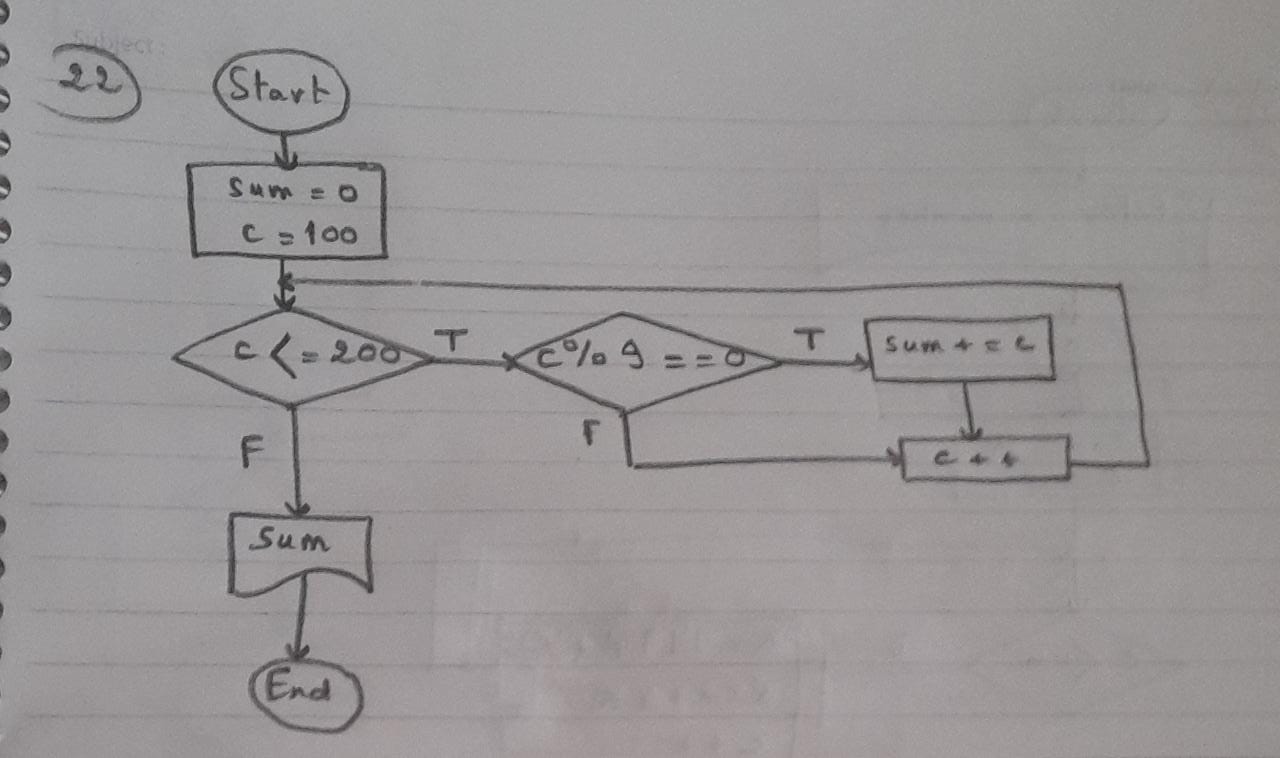 Subject:
22
Start
Sum = 0
c = 100
c <= 200
T
c % 9 == 0
T
sum += c
F
F
c++
Sum
End